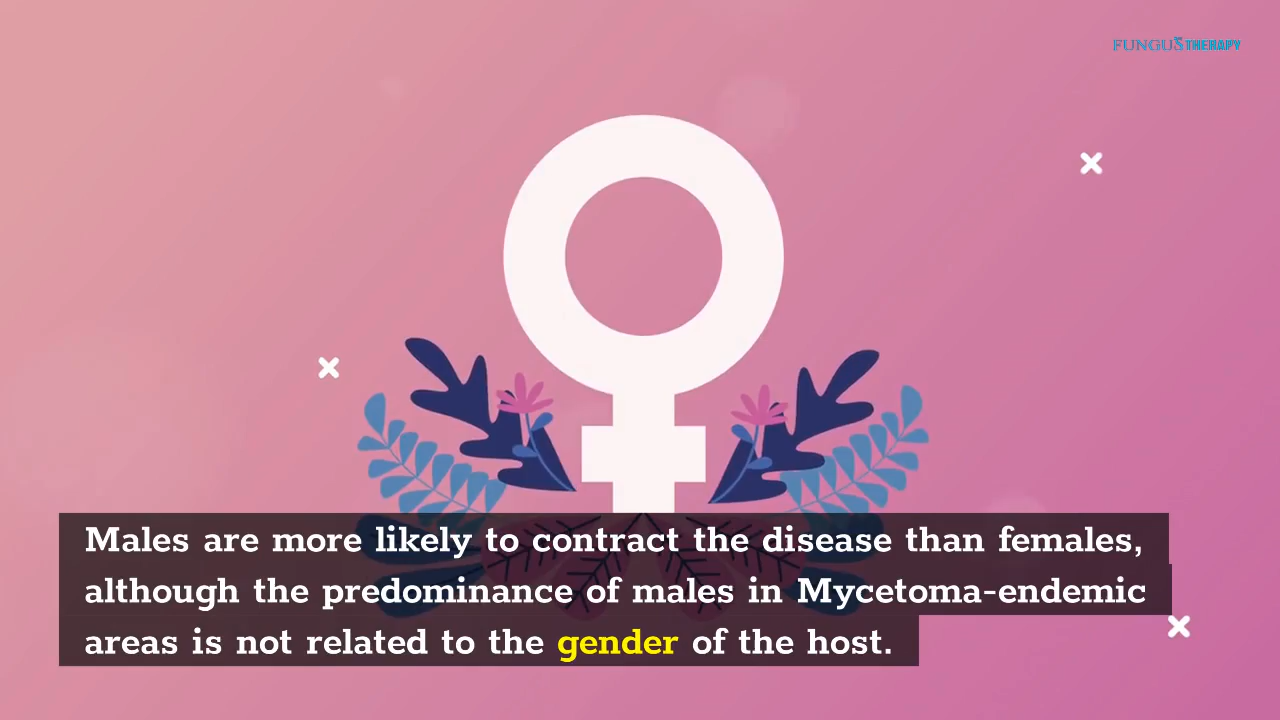 FUNGUSTHERAPY
Males are more likely to contract the disease than females,
although the predominance of males in Mycetoma-endemic
areas is not related to the gender of the host.